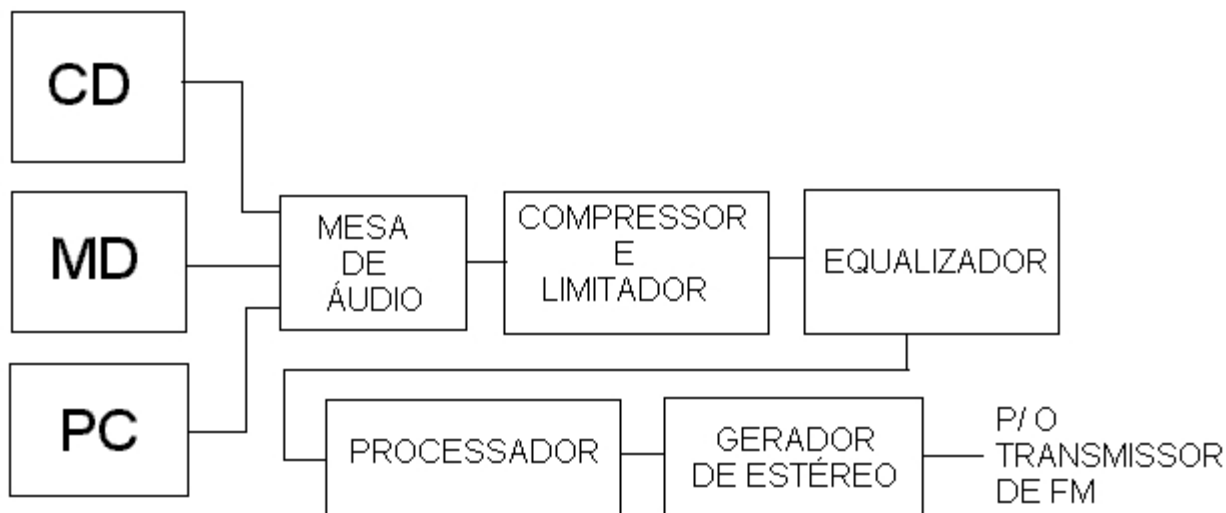 CD
MD
PC
MESA
DE
ÁUDIO
COMPRESSOR
E
LIMITADOR
EQUALIZADOR
PROCESSADOR
GERADOR
DE ESTÉREO
P/ O
TRANSMISSOR
DE FM